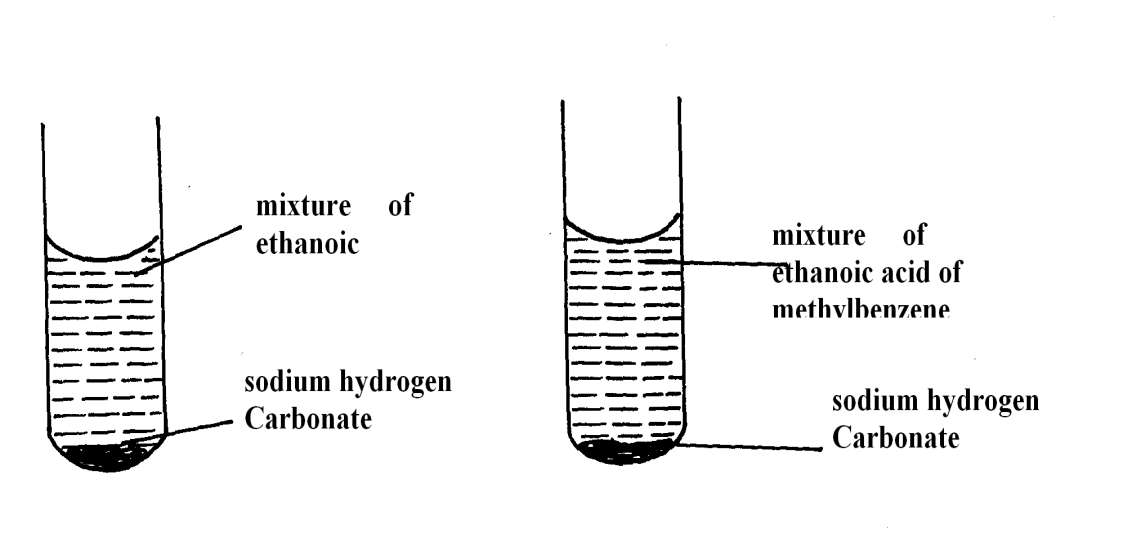 mixture of
ethanoic
sodium hydrogen
Carbonate
mixture of
ethanoic acid of
methylbenzene
sodium hydrogen
Carbonate